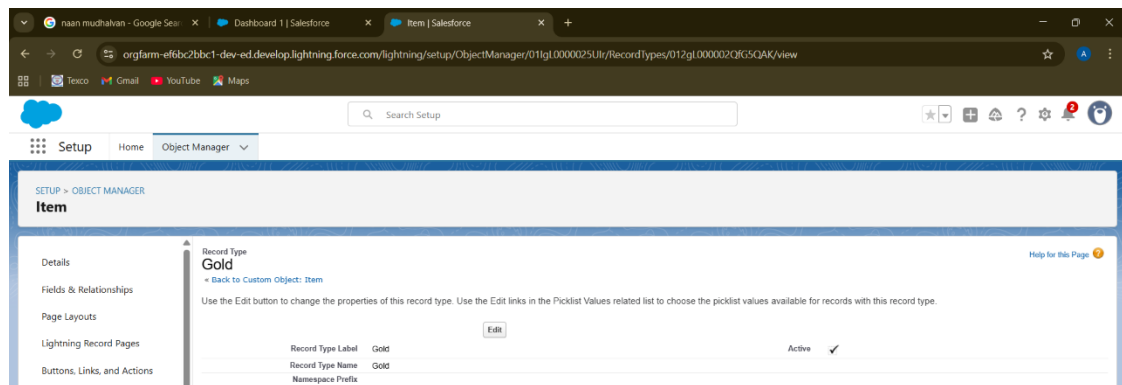 naan mudhalvan - Google Sear
Dashboard 1 | Salesforce
Item | Salesforce
orgfarm-ef6bc2bbc1-dev-ed.develop.lightning.force.com/lightning/setup/ObjectManager/01IgL0000025UIr/RecordTypes/012gL000002QfG5QAK/view
A
Texco
Gmail
YouTube
Maps
Search Setup
2
Setup
Home
Object Manager
SETUP > OBJECT MANAGER
Item
Details
Fields & Relationships
Page Layouts
Lightning Record Pages
Buttons, Links, and Actions
Record Type
Gold
Help for this Page
« Back to Custom Object: Item
Use the Edit button to change the properties of this record type. Use the Edit links in the Picklist Values related list to choose the picklist values available for records with this record type.
Edit
Record Type Label Gold Active ✓
Record Type Name Gold
Namespace Prefix